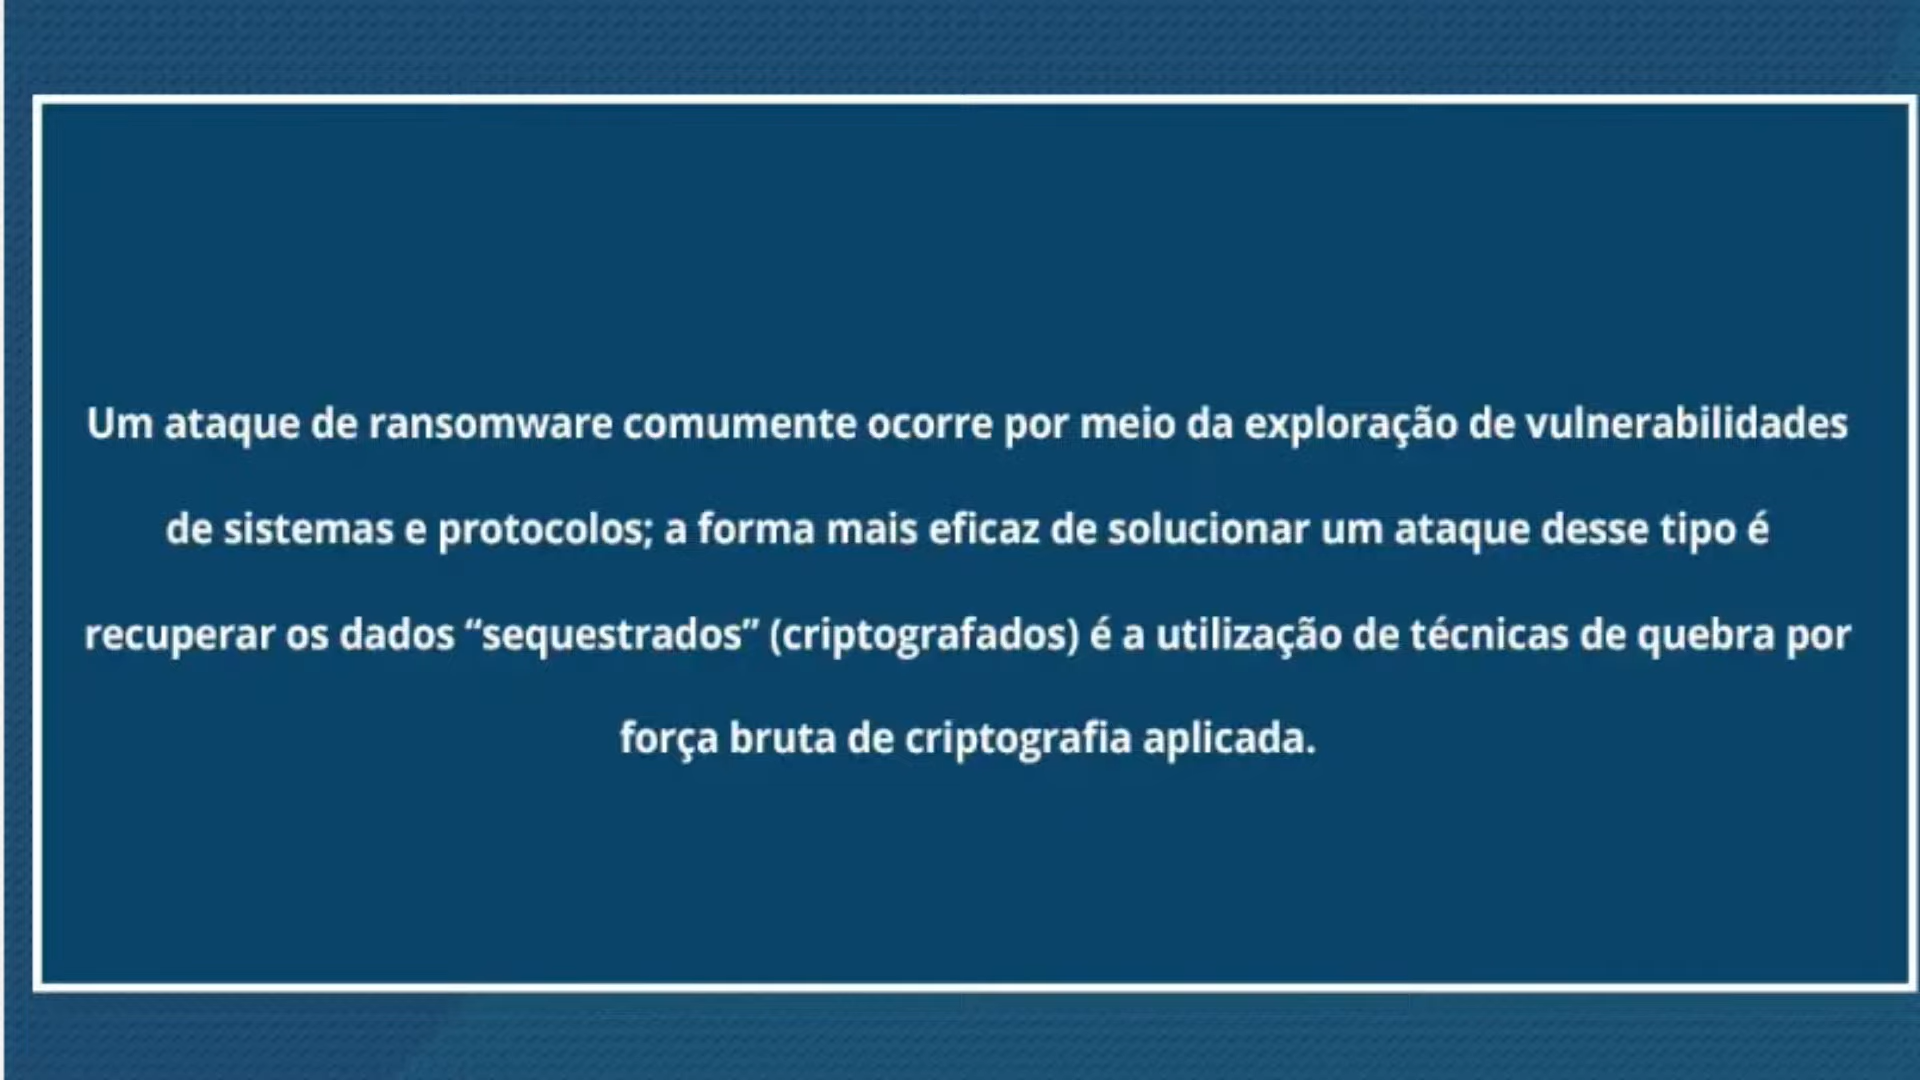 Um ataque de ransomware comumente ocorre por meio da exploração de vulnerabilidades
de sistemas e protocolos; a forma mais eficaz de solucionar um ataque desse tipo é
recuperar os dados “sequestrados” (criptografados) é a utilização de técnicas de quebra por
força bruta de criptografia aplicada.